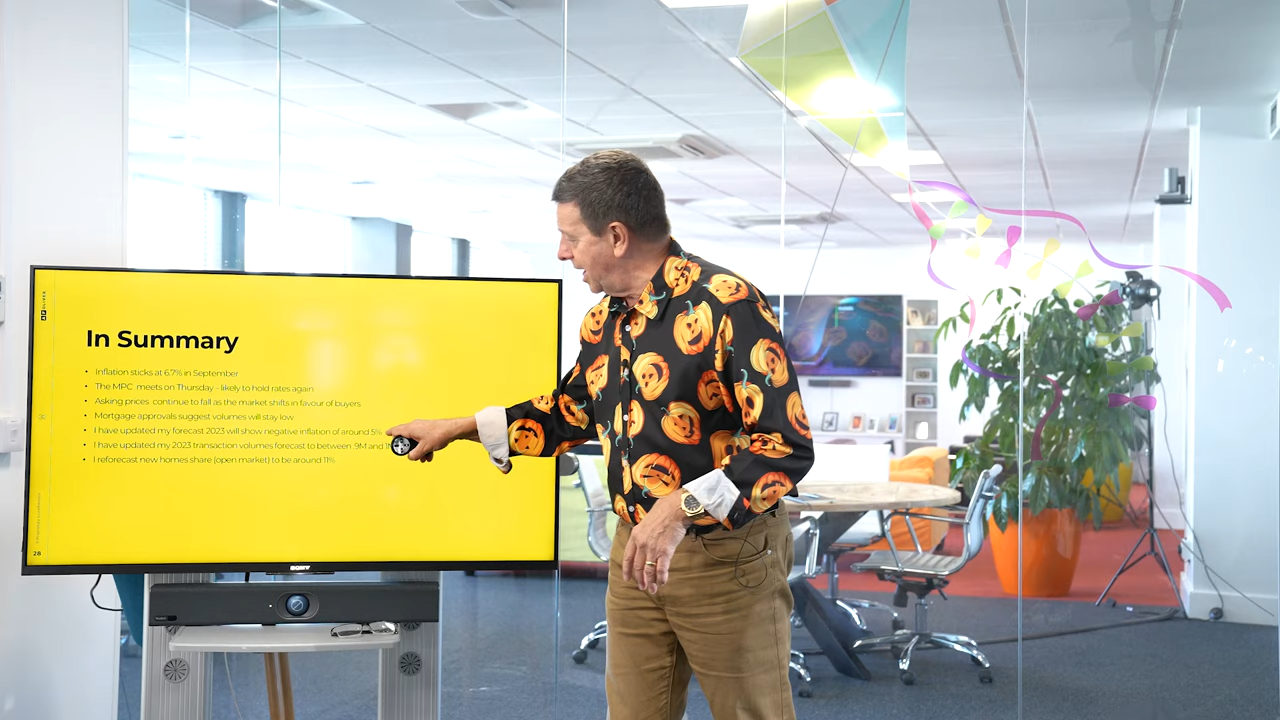 In Summary
• Inflation sticks at 6.7% in September
• The MPC meets on Thursday - likely to hold rates again
• Asking prices continue to fall as the market shifts in favour of buyers
• Mortgage approvals suggest volumes will stay low
• I have updated my forecast 2023 will show negative inflation of around 5%
• I have updated my 2023 transaction volumes forecast to between .9M and
• I reforecast new homes share (open market) to be around 11%
28
SONY